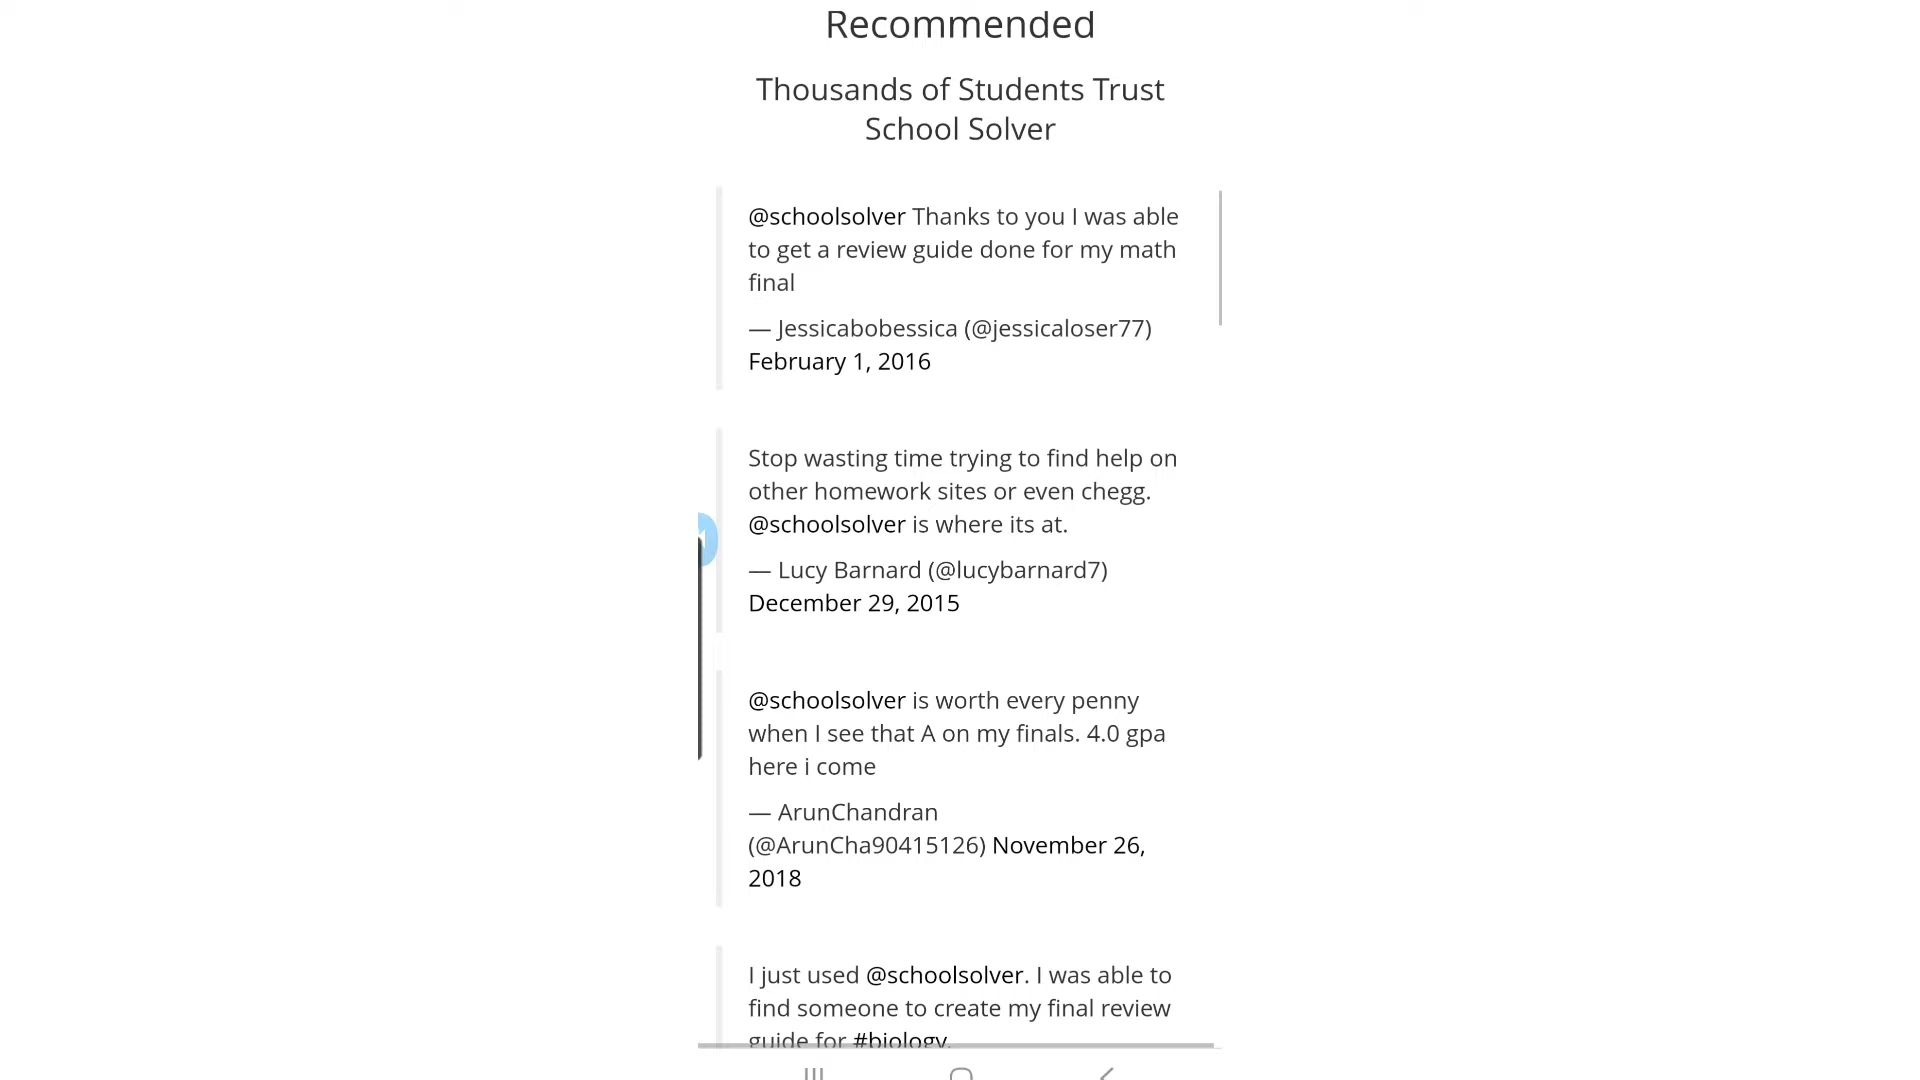 Recommended
Thousands of Students Trust
School Solver
@schoolsolver Thanks to you I was able
to get a review guide done for my math
final
— Jessicabobessica (@jessicaloser77)
February 1, 2016
Stop wasting time trying to find help on
other homework sites or even chegg.
@schoolsolver is where its at.
— Lucy Barnard (@lucybarnard7)
December 29, 2015
@schoolsolver is worth every penny
when I see that A on my finals. 4.0 gpa
here i come
— ArunChandran
(@ArunCha90415126) November 26,
2018
I just used @schoolsolver. I was able to
find someone to create my final review
guide for #biology.